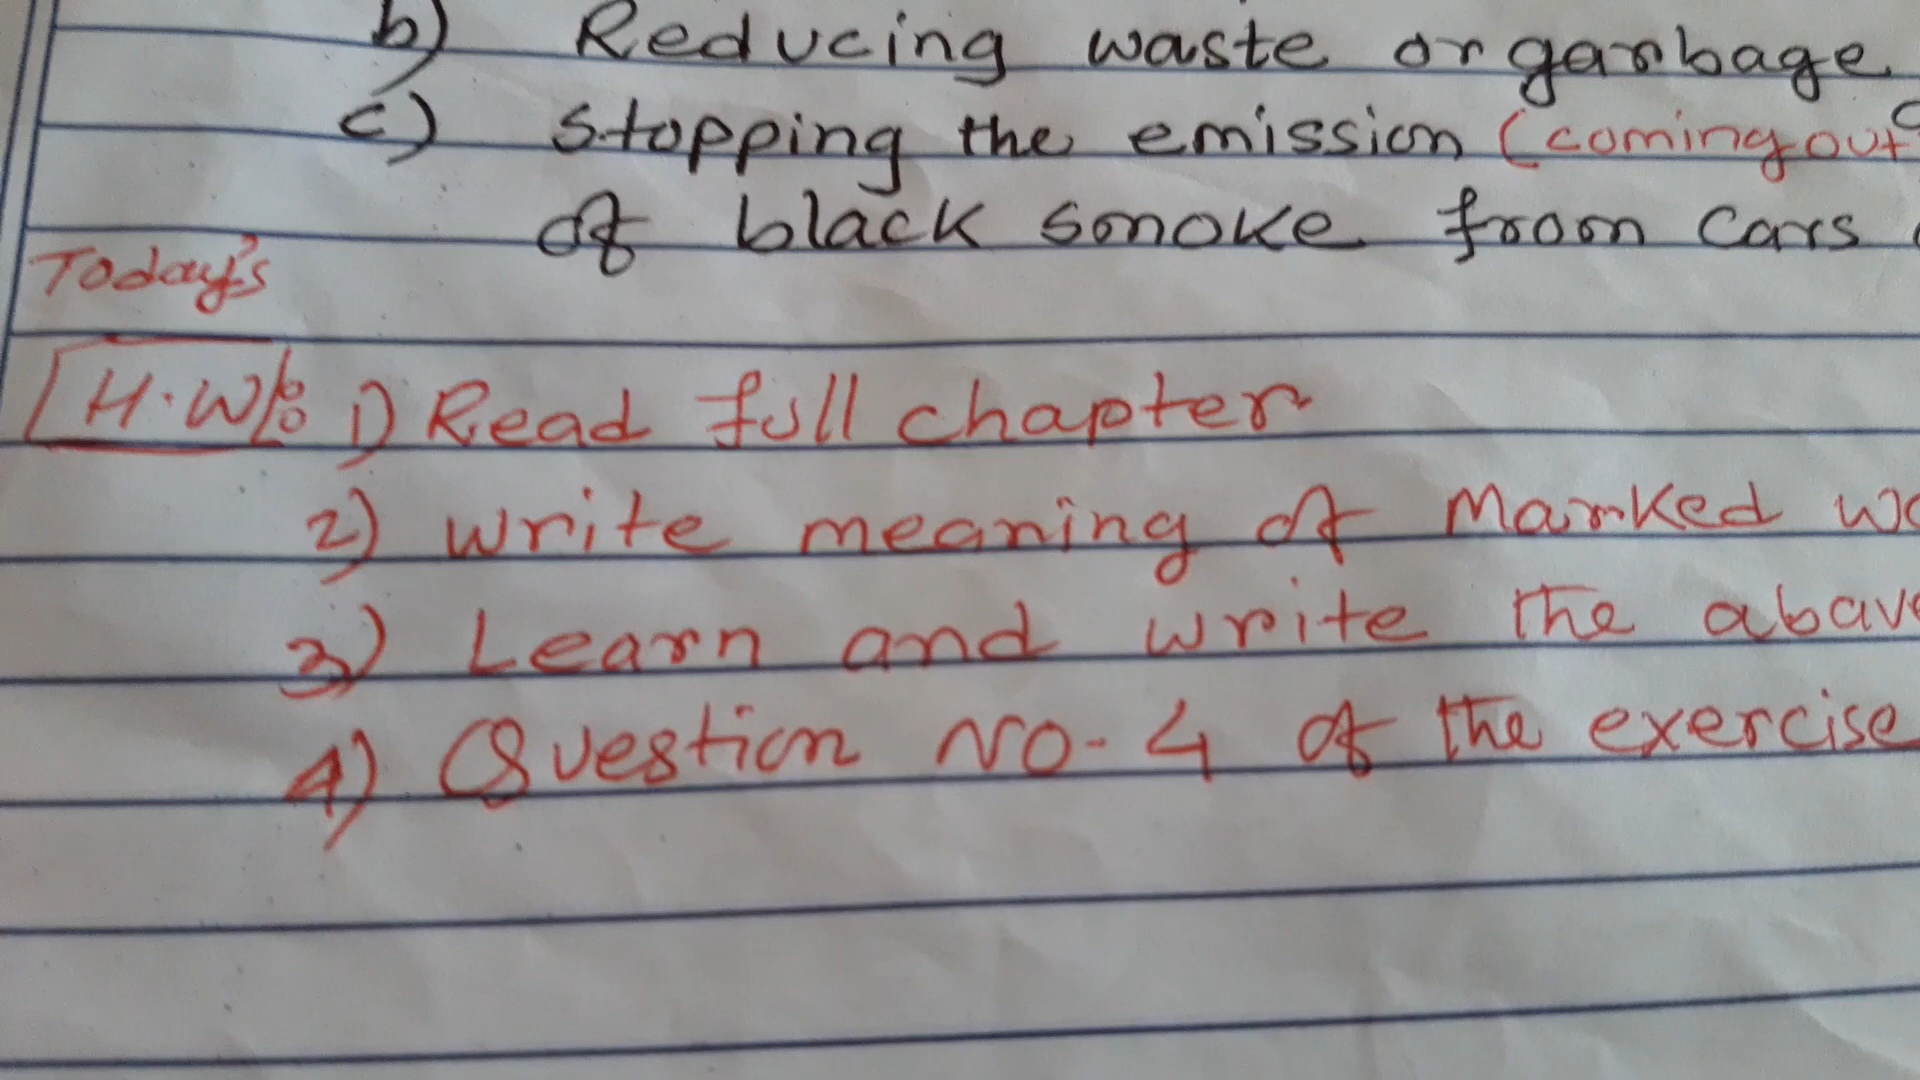 b) Reducing waste or garbage
c) Stopping the emission (coming out
of black smoke from cars
Today's
H.W: 1) Read full chapter
2) write meaning of Marked
3) Learn and write the
4) Question No-4 of the exercise